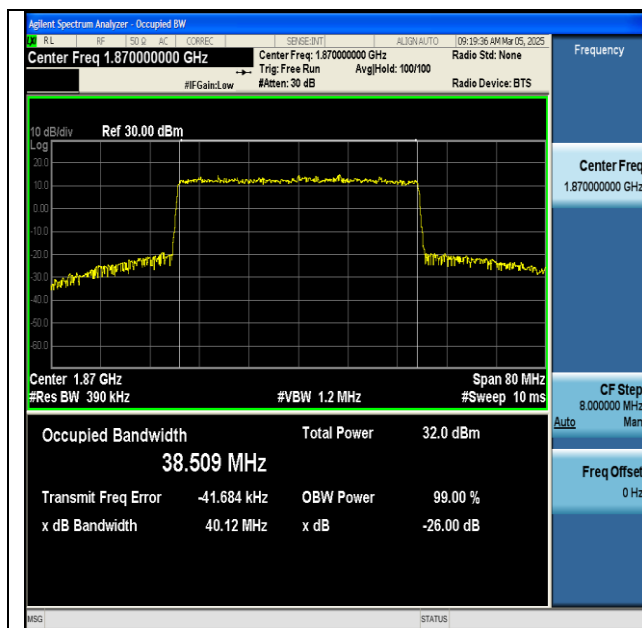 Agilent Spectrum Analyzer - Occupied BW
RL RF 50 Ω AC CORREC SENSE:INT ALIGN AUTO 09:19:36 AM Mar 05, 2025
Center Freq 1.870000000 GHz Center Freq: 1.870000000 GHz Radio Std: None
Trig: Free Run Avg|Hold: 100/100
#IFGain:Low #Atten: 30 dB Radio Device: BTS
Frequency
10 dB/div Ref 30.00 dBm
Log
20.0
10.0
0.00
-10.0
-20.0
-30.0
-40.0
-50.0
-60.0
Center 1.87 GHz Span 80 MHz
#Res BW 390 kHz #VBW 1.2 MHz #Sweep 10 ms
Occupied Bandwidth Total Power 32.0 dBm
38.509 MHz
Transmit Freq Error -41.684 kHz OBW Power 99.00 %
x dB Bandwidth 40.12 MHz x dB -26.00 dB
Center Freq
1.870000000 GHz
CF Step
8.000000 MHz
Auto Man
Freq Offset
0 Hz
MSG STATUS